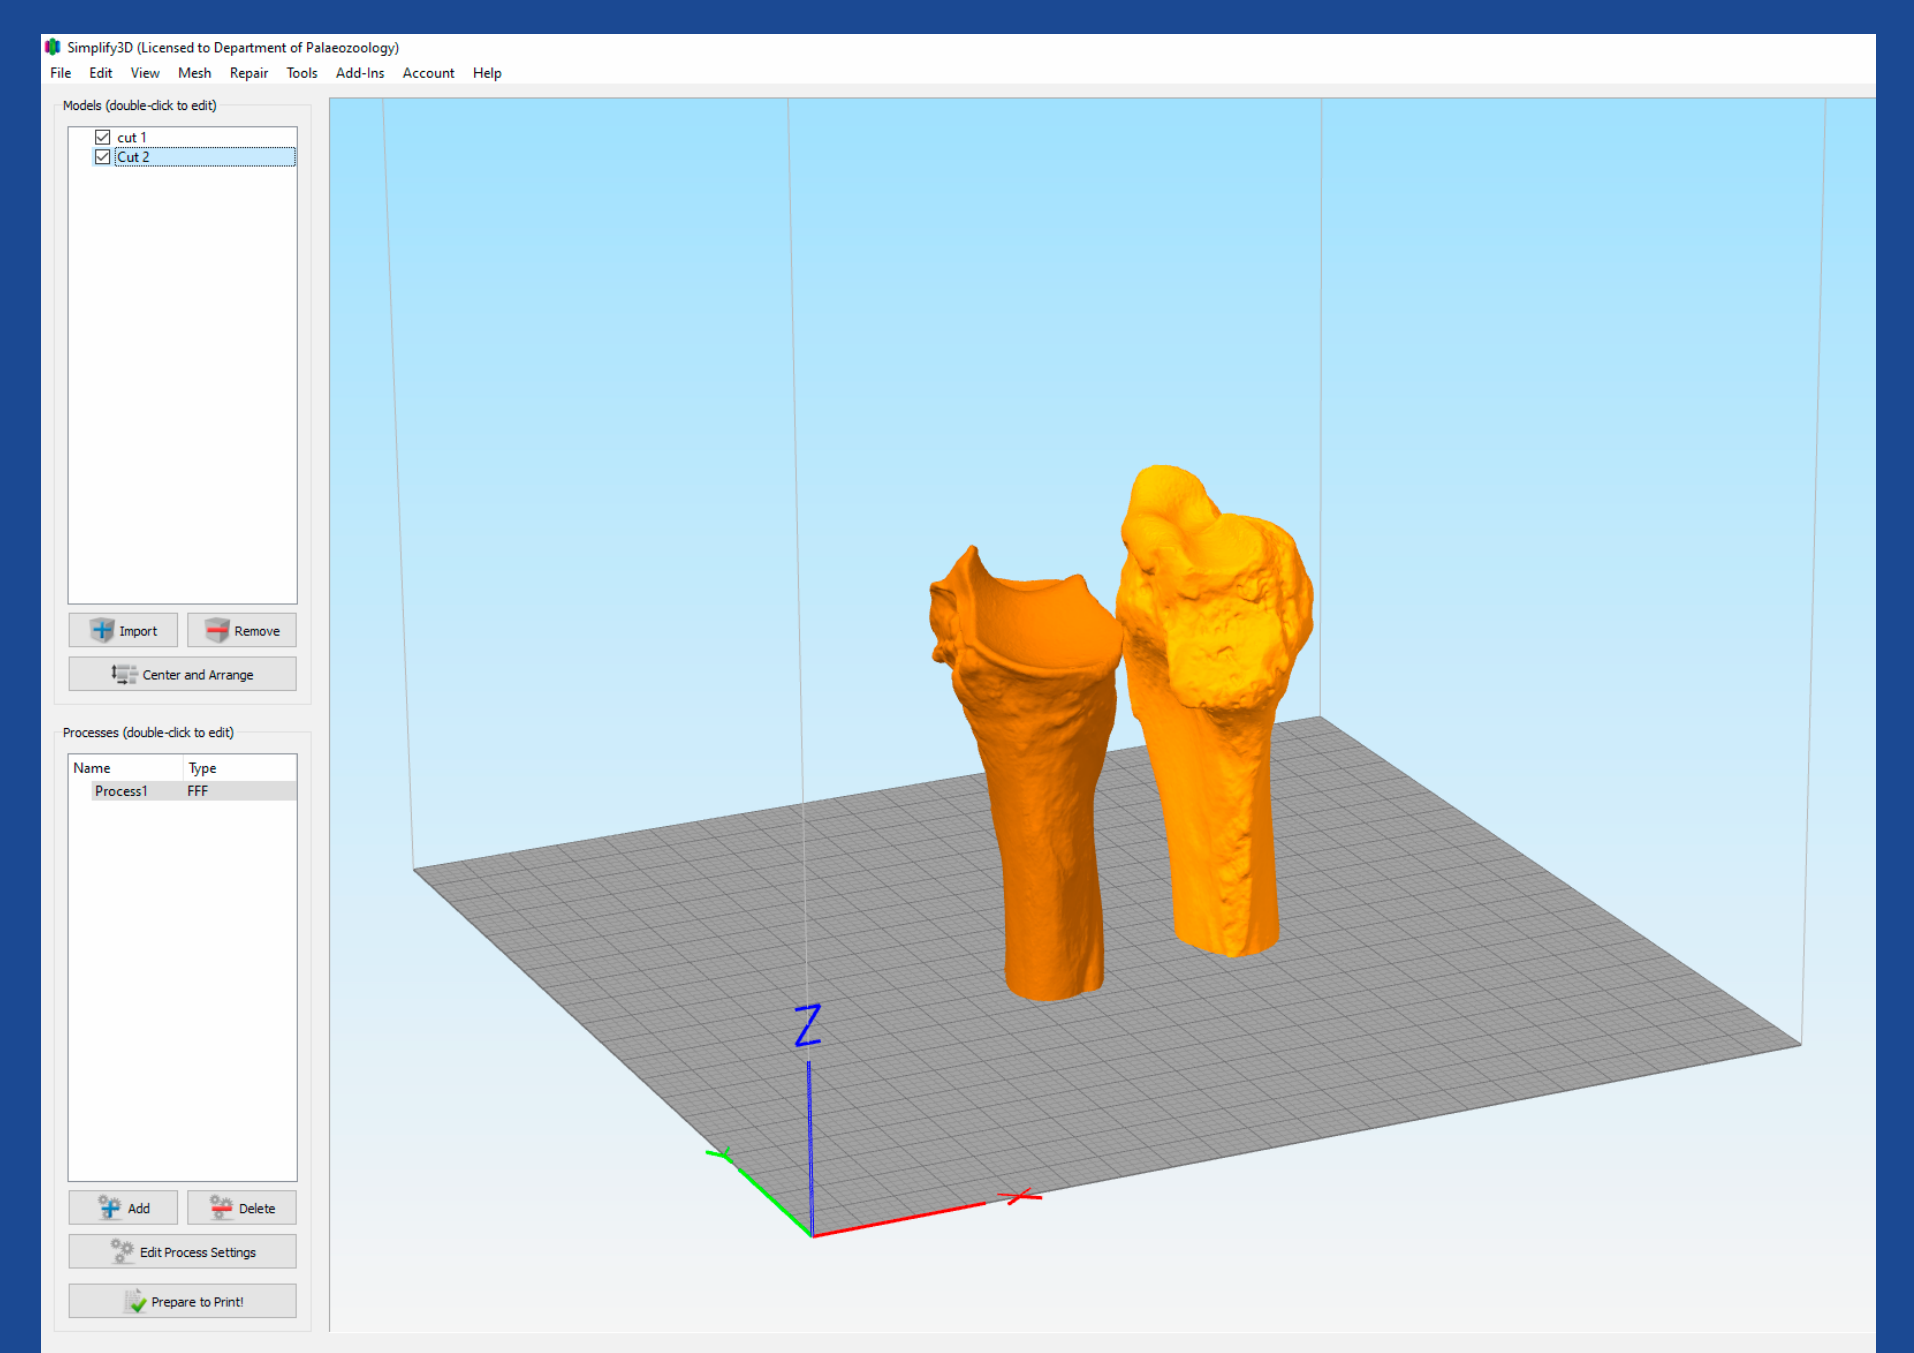 Simplify3D (Licensed to Department of Palaeozoology)
File Edit View Mesh Repair Tools Add-Ins Account Help
Models (double-click to edit)
cut 1
Cut 2
Import Remove
Center and Arrange
Processes (double-click to edit)
Name Type
Process1 FFF
Add Delete
Edit Process Settings
Prepare to Print!
Z
Y
X